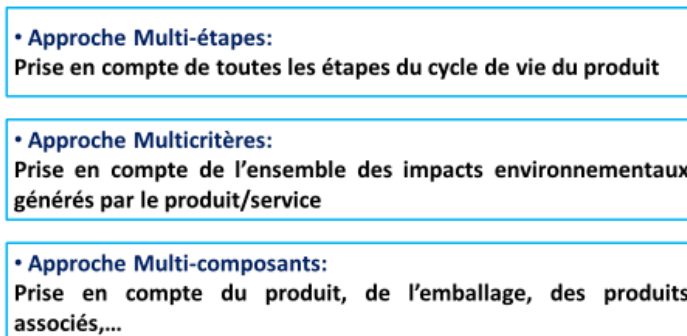 • Approche Multi-étapes:
Prise en compte de toutes les étapes du cycle de vie du produit
• Approche Multicritères:
Prise en compte de l’ensemble des impacts environnementaux
générés par le produit/service
• Approche Multi-composants:
Prise en compte du produit, de l’emballage, des produits
associés,…